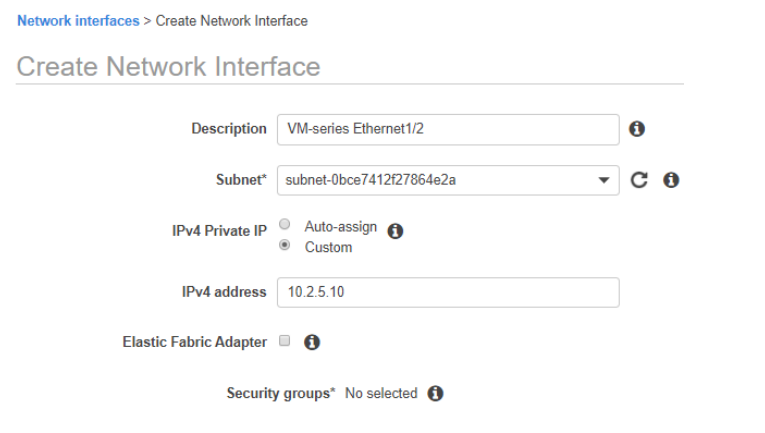 Network interfaces > Create Network Interface
Create Network Interface
Description VM-series Ethernet1/2
Subnet* subnet-0bce7412f27864e2a
IPv4 Private IP Auto-assign
Custom
IPv4 address 10.2.5.10
Elastic Fabric Adapter
Security groups* No selected